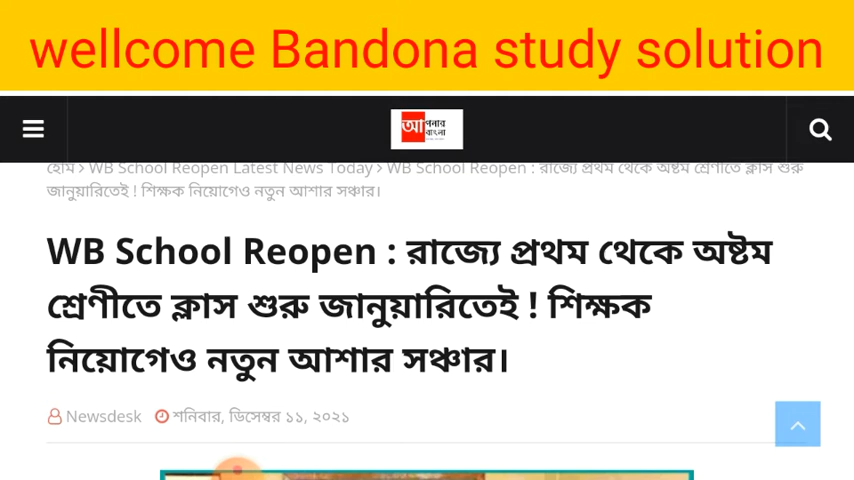 wellcome Bandona study solution
আপনার
বাংলা
হোম > WB School Reopen Latest News Today > WB School Reopen : রাজ্যে প্রথম থেকে অষ্টম শ্রেণীতে ক্লাস শুরু
জানুয়ারিতেই ! শিক্ষক নিয়োগেও নতুন আশার সঞ্চার।
WB School Reopen : রাজ্যে প্রথম থেকে অষ্টম
শ্রেণীতে ক্লাস শুরু জানুয়ারিতেই ! শিক্ষক
নিয়োগেও নতুন আশার সঞ্চার।
Newsdesk শনিবার, ডিসেম্বর ১১, ২০২১